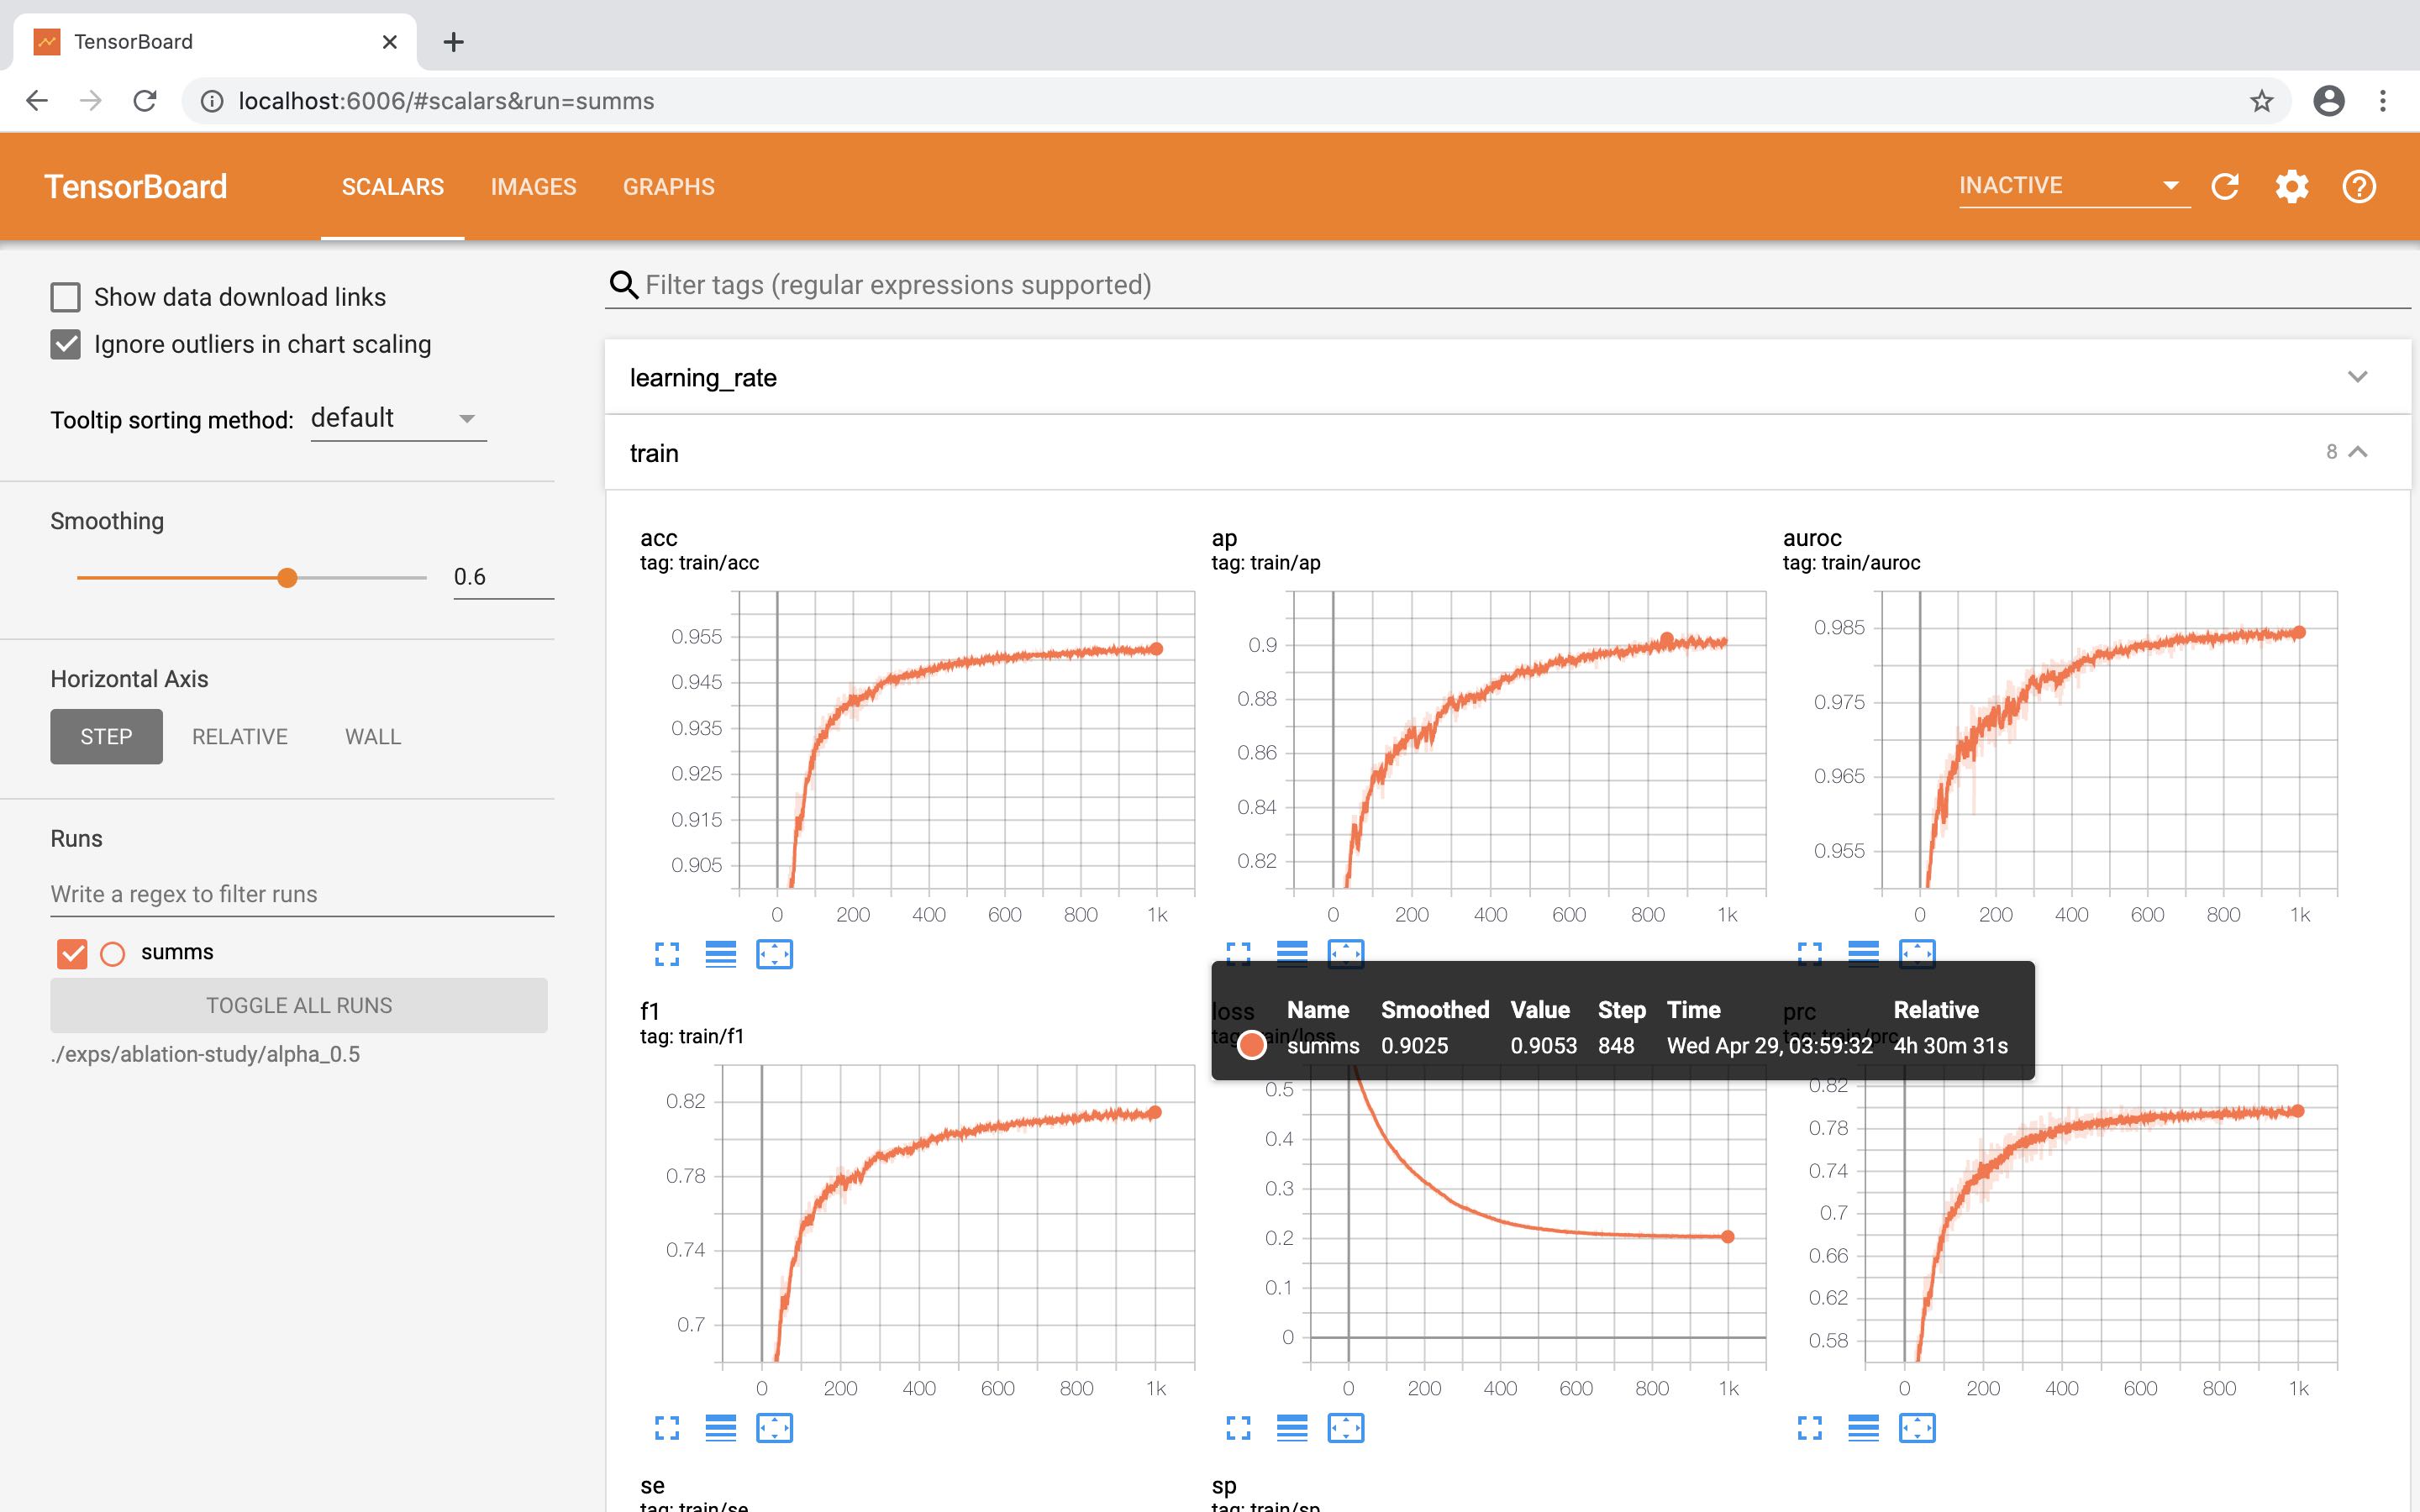 TensorBoard
localhost:6006/#scalars&run=summs
TensorBoard
SCALARS
IMAGES
GRAPHS
INACTIVE
Show data download links
Ignore outliers in chart scaling
Tooltip sorting method: default
Smoothing
0.6
Horizontal Axis
STEP
RELATIVE
WALL
Runs
Write a regex to filter runs
summs
TOGGLE ALL RUNS
./exps/ablation-study/alpha_0.5
Filter tags (regular expressions supported)
learning_rate
train
8
acc
tag: train/acc
0.955
0.945
0.935
0.925
0.915
0.905
0 200 400 600 800 1k
ap
tag: train/ap
0.9
0.88
0.86
0.84
0.82
0 200 400 600 800 1k
auroc
tag: train/auroc
0.985
0.975
0.965
0.955
0 200 400 600 800 1k
f1
tag: train/f1
0.82
0.78
0.74
0.7
0 200 400 600 800 1k
loss
tag: train/loss
Name Smoothed Value Step Time Relative
summs 0.9025 0.9053 848 Wed Apr 29, 03:59:32 4h 30m 31s
0.5
0.4
0.3
0.2
0.1
0
0 200 400 600 800 1k
prc
tag: train/prc
0.82
0.78
0.74
0.7
0.66
0.62
0.58
0 200 400 600 800 1k
se
tag: train/se
sp
tag: train/sp